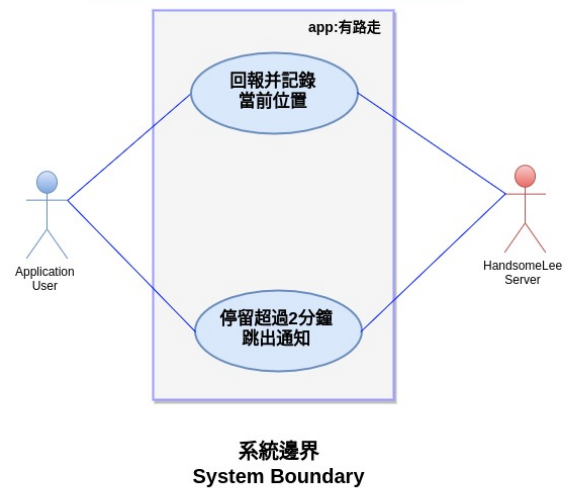 app:有路走
回報并記錄
當前位置
Application
User
HandsomeLee
Server
停留超過2分鐘
跳出通知
系統邊界
System Boundary